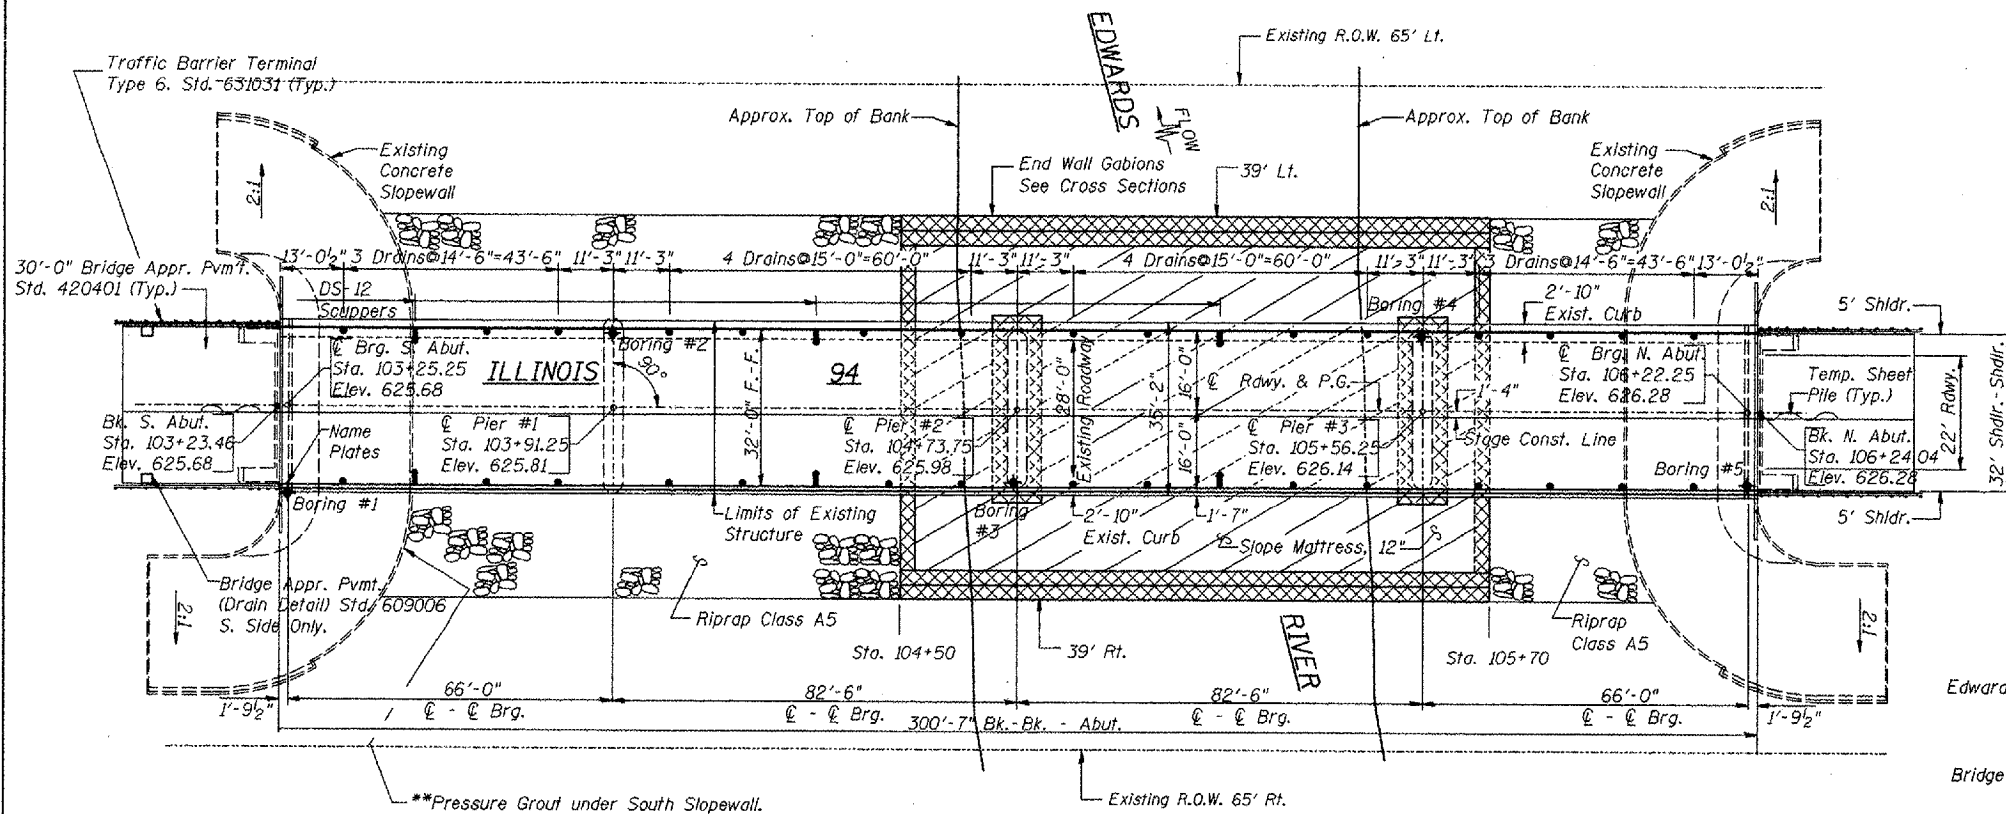 Existing R.O.W. 65' Lt.
Traffic Barrier Terminal
Type 6. Std. 631031 (Typ.)
EDWARDS
FLOW
Approx. Top of Bank
Approx. Top of Bank
Existing
Concrete
Slopewall
End Wall Gabions
See Cross Sections
39' Lt.
Existing
Concrete
Slopewall
2:1
2:1
30'-0" Bridge Appr. Pvm't.
Std. 420401 (Typ.)
13'-0½" 3 Drains@14'-6"=43'-6" 11'-3" 11'-3" 4 Drains@15'-0"=60'-0" 11'-3" 11'-3" 4 Drains@15'-0"=60'-0" 11'-3" 11'-3" 3 Drains@14'-6"=43'-6" 13'-0½"
DS-12
Scuppers
Boring #4
2'-10"
Exist. Curb
5' Shldr.
Boring #2
℄ Brg. S. Abut.
Sta. 103+25.25
Elev. 625.68
ILLINOIS
90°
94
32'-0" F.-F.
28'-0"
Existing Roadway
35'-2"
16'-0"
16'-0"
℄ Rdwy. & P.G.
1'-4"
Stage Const. Line
℄ Brg. N. Abut.
Sta. 106+22.25
Elev. 626.28
Temp. Sheet
Pile (Typ.)
22' Rdwy.
32' Shldr.- Shldr.
Bk. S. Abut.
Sta. 103+23.46
Elev. 625.68
Name
Plates
℄ Pier #1
Sta. 103+91.25
Elev. 625.81
℄ Pier #2
Sta. 104+73.75
Elev. 625.98
℄ Pier #3
Sta. 105+56.25
Elev. 626.14
Bk. N. Abut.
Sta. 106+24.04
Elev. 626.28
Boring #5
Boring #1
Limits of Existing
Structure
Boring
#3
2'-10"
Exist. Curb
1'-7"
Slope Mattress, 12"
5' Shldr.
Bridge Appr. Pvmt.
(Drain Detail) Std. 609006
S. Side Only.
2:1
2:1
Riprap Class A5
Riprap
Class A5
Sta. 104+50
39' Rt.
RIVER
Sta. 105+70
Edward
66'-0"
82'-6"
82'-6"
66'-0"
1'-9½"
℄ - ℄ Brg.
℄ - ℄ Brg.
℄ - ℄ Brg.
℄ - ℄ Brg.
1'-9½"
300'-7" Bk.-Bk. - Abut.
Bridge
**Pressure Grout under South Slopewall.
Existing R.O.W. 65' Rt.